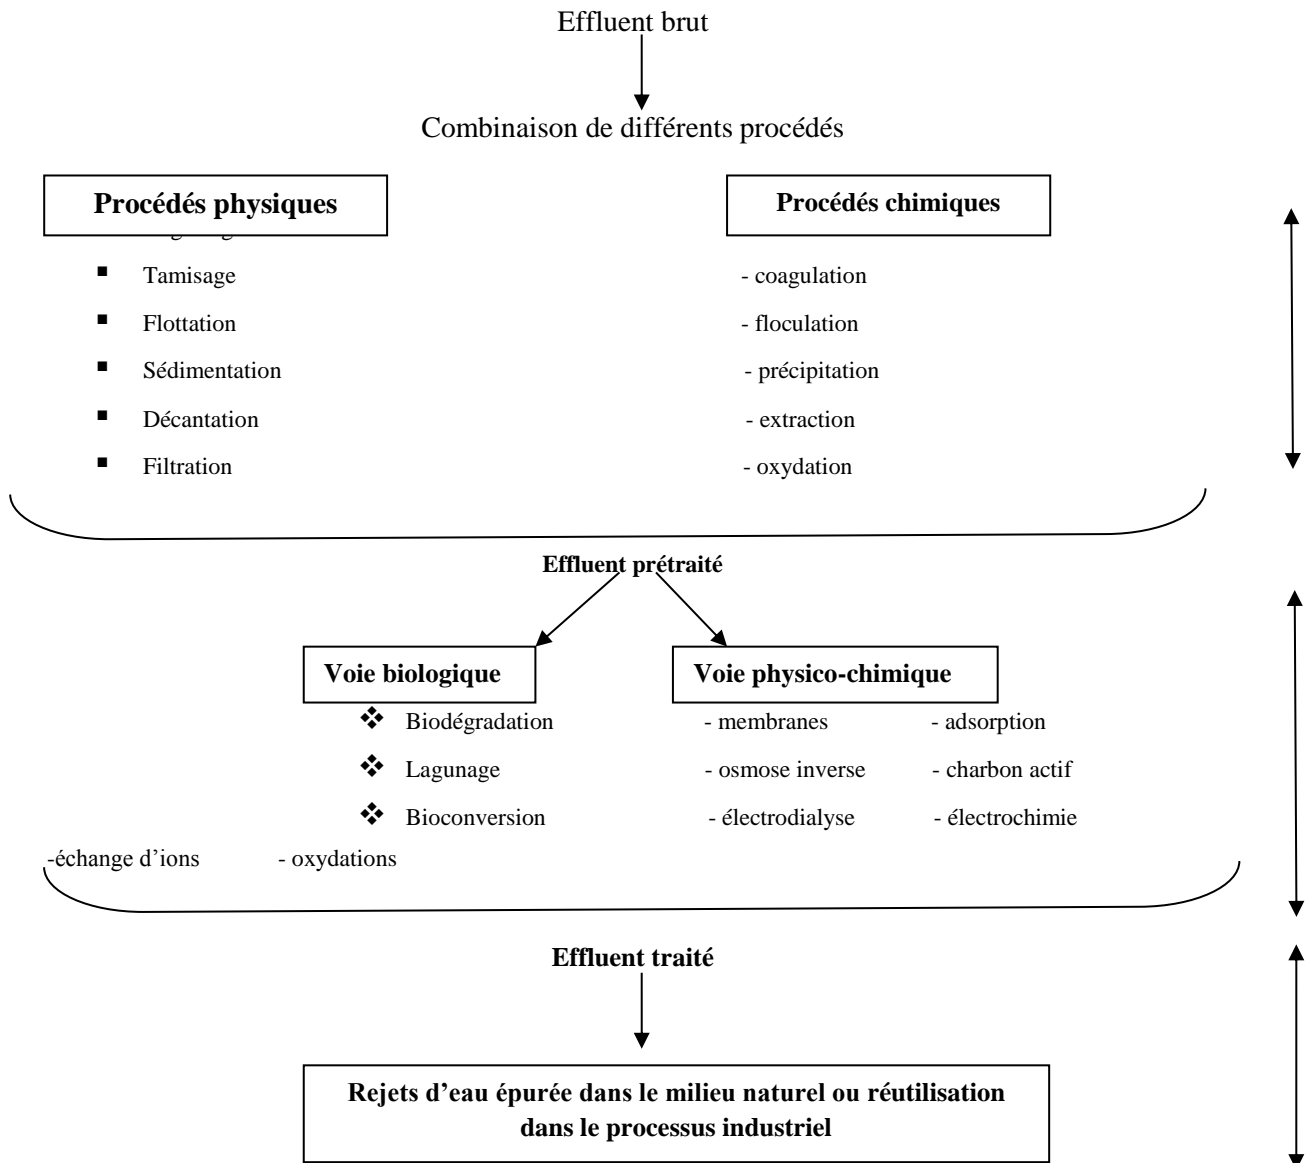 Effluent brut
Combinaison de différents procédés
Procédés physiques
Procédés chimiques
Tamisage
- coagulation
Flottation
- floculation
Sédimentation
- précipitation
Décantation
- extraction
Filtration
- oxydation
Effluent prétraité
Voie biologique
Voie physico-chimique
Biodégradation
- membranes
- adsorption
Lagunage
- osmose inverse
- charbon actif
Bioconversion
- électrodialyse
- électrochimie
-échange d’ions
- oxydations
Effluent traité
Rejets d’eau épurée dans le milieu naturel ou réutilisation
dans le processus industriel